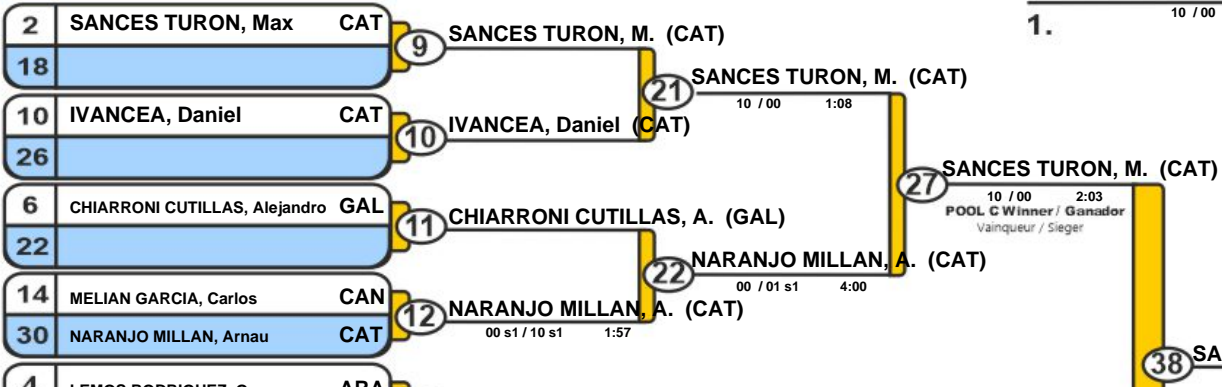 10 / 00
1.
2 SANCES TURON, Max CAT
18
9 SANCES TURON, M. (CAT)
21 SANCES TURON, M. (CAT)
10 / 00 1:08
10 IVANCEA, Daniel CAT
26
10 IVANCEA, Daniel (CAT)
27 SANCES TURON, M. (CAT)
10 / 00 2:03
POOL C Winner / Ganador
Vainqueur / Sieger
6 CHIARRONI CUTILLAS, Alejandro GAL
22
11 CHIARRONI CUTILLAS, A. (GAL)
22 NARANJO MILLAN, A. (CAT)
00 / 01 s1 4:00
14 MELIAN GARCIA, Carlos CAN
30 NARANJO MILLAN, Arnau CAT
12 NARANJO MILLAN, A. (CAT)
00 s1 / 10 s1 1:57
38 SA
4